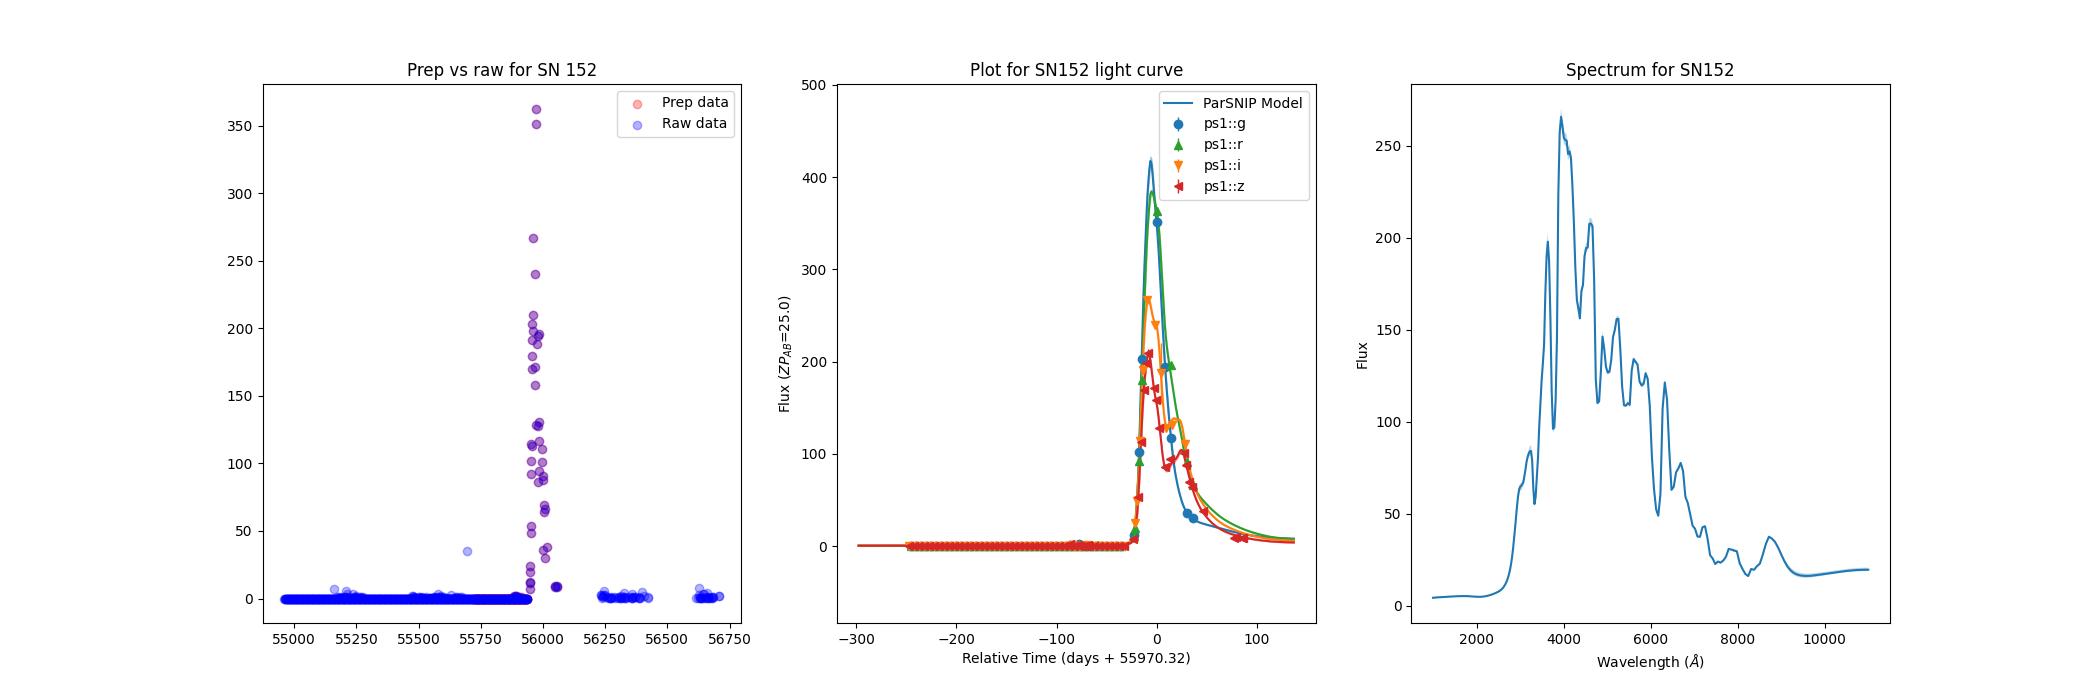 Prep vs raw for SN 152
Prep data
Raw data
350
300
250
200
150
100
50
0
55000
55250
55500
55750
56000
56250
56500
56750
Plot for SN152 light curve
ParSNIP Model
ps1::g
ps1::r
ps1::i
ps1::z
Flux (ZP_AB=25.0)
500
400
300
200
100
0
−300
−200
−100
0
100
Relative Time (days + 55970.32)
Spectrum for SN152
Flux
250
200
150
100
50
0
2000
4000
6000
8000
10000
Wavelength (Å)